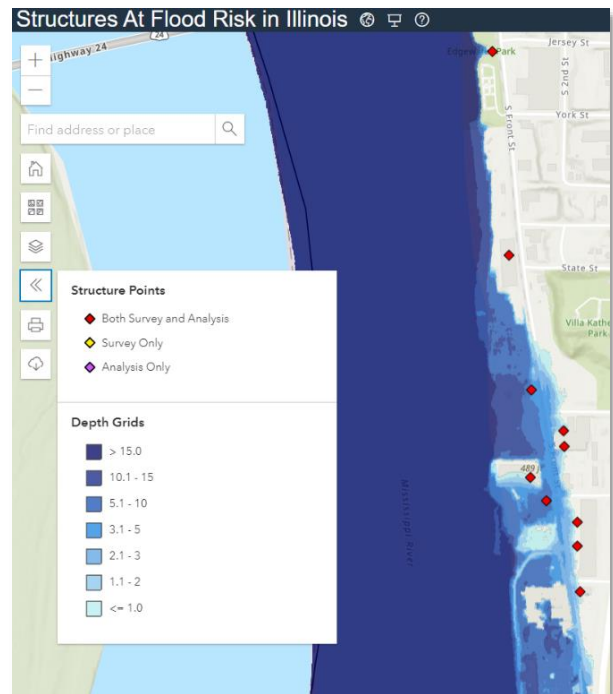 Structures At Flood Risk in Illinois
24
Highway 24
Jersey St
Edgewater Park
S 2nd St
York St
S Front St
Find address or place
State St
Structure Points
Both Survey and Analysis
Survey Only
Analysis Only
Villa Kathe
Park
Depth Grids
> 15.0
10.1 - 15
5.1 - 10
3.1 - 5
2.1 - 3
1.1 - 2
<= 1.0
489
Mississippi River